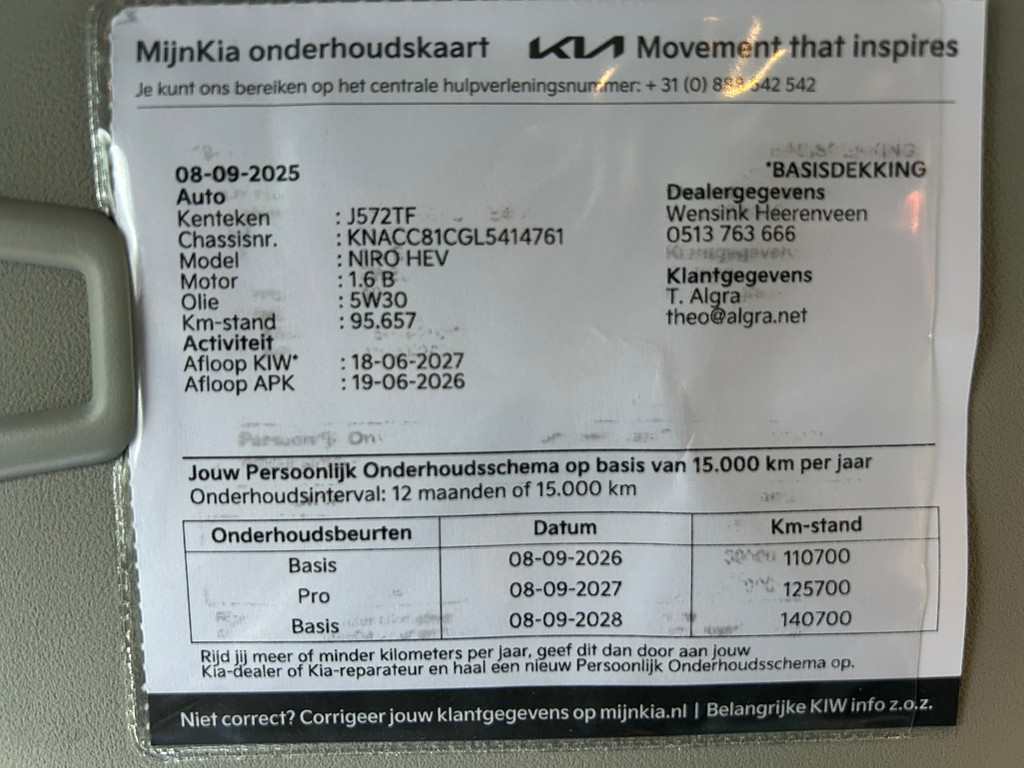 MijnKia onderhoudskaart KIA Movement that inspires
Je kunt ons bereiken op het centrale hulpverleningsnummer: + 31 (0) 542 542
08-09-2025
*BASISDEKKING
Auto
Kenteken : J572TF
Chassisnr. : KNACC81CGL5414761
Model : NIRO HEV
Motor : 1.6 B
Olie : 5W30
Km-stand : 95.657
Activiteit
Afloop KIW* : 18-06-2027
Afloop APK : 19-06-2026
Dealergegevens
Wensink Heerenveen
0513 763 666
Klantgegevens
T. Algra
theo@algra.net
Jouw Persoonlijk Onderhoudsschema op basis van 15.000 km per jaar
Onderhoudsinterval: 12 maanden of 15.000 km
Onderhoudsbeurten Datum Km-stand
Basis 08-09-2026 110700
Pro 08-09-2027 125700
Basis 08-09-2028 140700
Rijd jij meer of minder kilometers per jaar, geef dit dan door aan jouw
Kia-dealer of Kia-reparateur en haal een nieuw Persoonlijk Onderhoudsschema op.
Niet correct? Corrigeer jouw klantgegevens op mijnkia.nl | Belangrijke KIW info z.o.z.